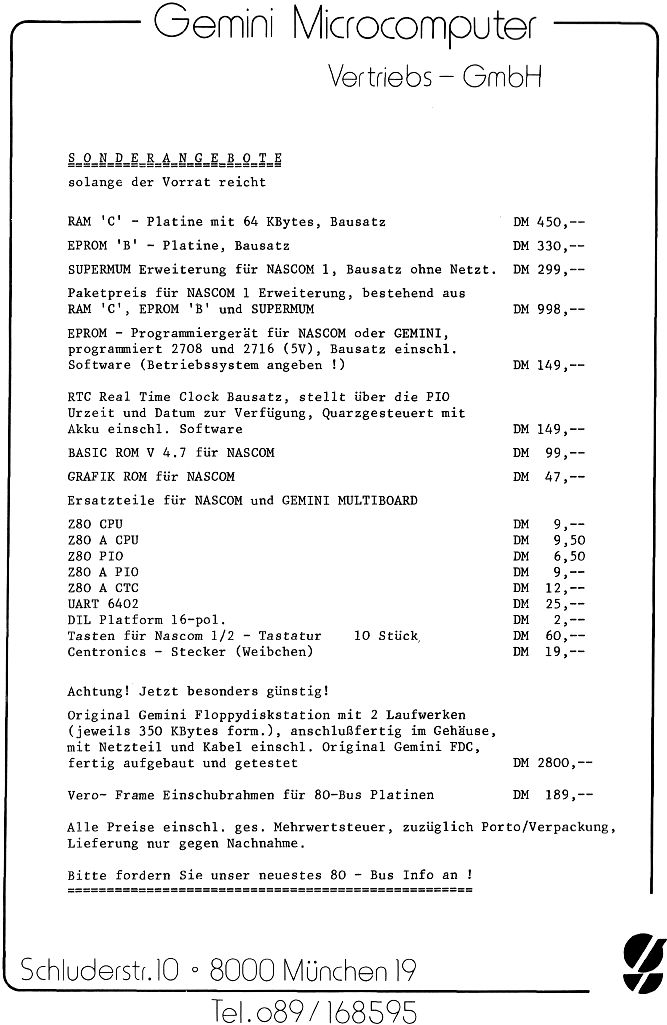 Gemini Microcomputer
Vertriebs - GmbH
SONDERANGEBOTE
solange der Vorrat reicht
RAM 'C' - Platine mit 64 KBytes, Bausatz DM 450,--
EPROM 'B' - Platine, Bausatz DM 330,--
SUPERMUM Erweiterung für NASCOM 1, Bausatz ohne Netzt. DM 299,--
Paketpreis für NASCOM 1 Erweiterung, bestehend aus
RAM 'C', EPROM 'B' und SUPERMUM DM 998,--
EPROM - Programmiergerät für NASCOM oder GEMINI,
programmiert 2708 und 2716 (5V), Bausatz einschl.
Software (Betriebssystem angeben !) DM 149,--
RTC Real Time Clock Bausatz, stellt über die PIO
Urzeit und Datum zur Verfügung, Quarzgesteuert mit
Akku einschl. Software DM 149,--
BASIC ROM V 4.7 für NASCOM DM 99,--
GRAFIK ROM für NASCOM DM 47,--
Ersatzteile für NASCOM und GEMINI MULTIBOARD
Z80 CPU DM 9,--
Z80 A CPU DM 9,50
Z80 PIO DM 6,50
Z80 A PIO DM 9,--
Z80 A CTC DM 12,--
UART 6402 DM 25,--
DIL Platform 16-pol. DM 2,--
Tasten für Nascom 1/2 - Tastatur 10 Stück DM 60,--
Centronics - Stecker (Weibchen) DM 19,--
Achtung! Jetzt besonders günstig!
Original Gemini Floppydiskstation mit 2 Laufwerken
(jeweils 350 KBytes form.), anschlußfertig im Gehäuse,
mit Netzteil und Kabel einschl. Original Gemini FDC,
fertig aufgebaut und getestet DM 2800,--
Vero- Frame Einschubrahmen für 80-Bus Platinen DM 189,--
Alle Preise einschl. ges. Mehrwertsteuer, zuzüglich Porto/Verpackung,
Lieferung nur gegen Nachnahme.
Bitte fordern Sie unser neuestes 80 - Bus Info an !
Schluderstr.10 ° 8000 München 19
Tel.o89/168595